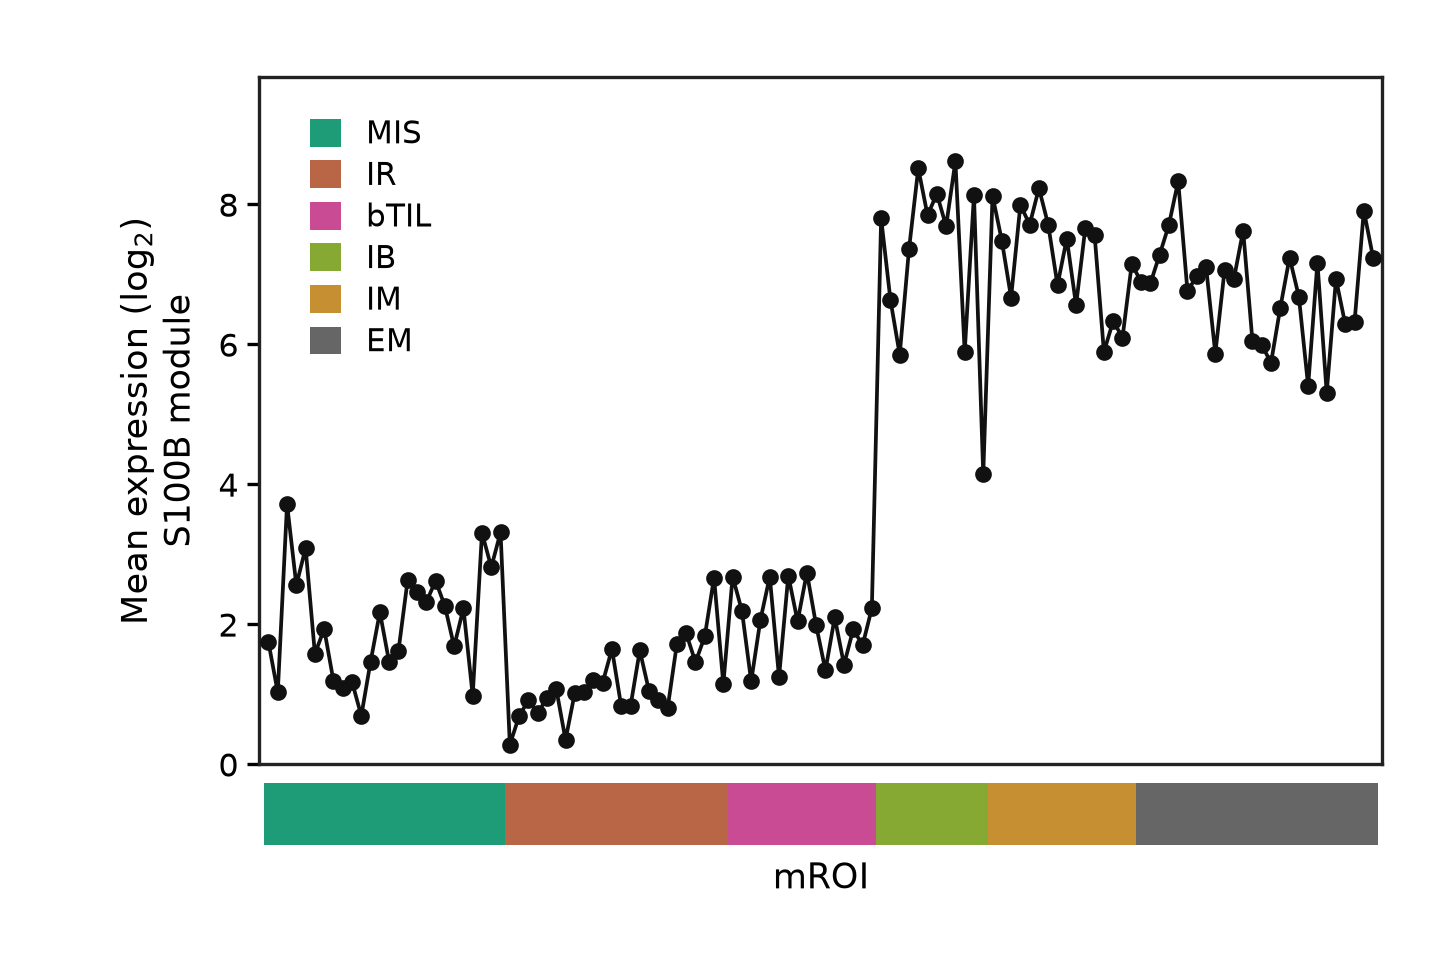 MIS
IR
bTIL
IB
IM
EM
Mean expression (log₂)
S100B module
8
6
4
2
0
mROI